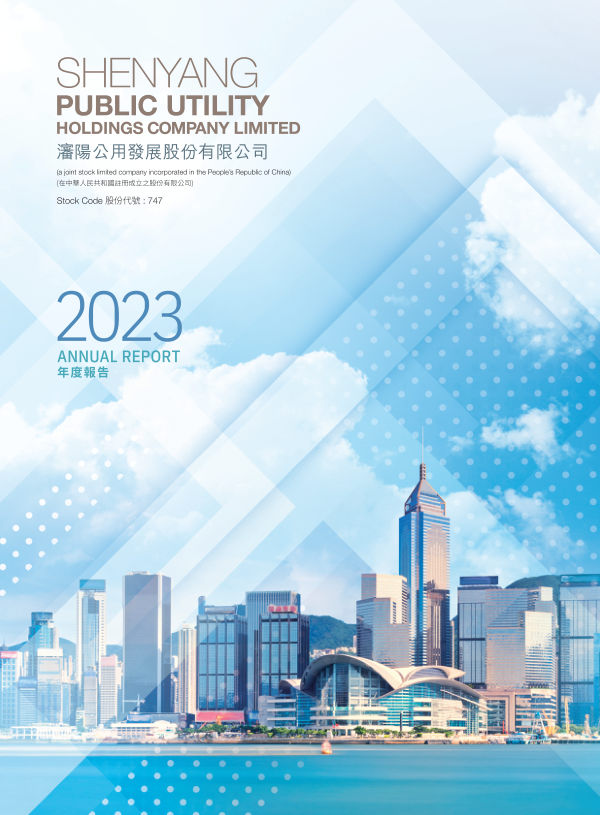 SHENYANG
PUBLIC UTILITY
HOLDINGS COMPANY LIMITED
瀋陽公用發展股份有限公司
(a joint stock limited company incorporated in the People's Republic of China)
(在中華人民共和國註冊成立之股份有限公司)
Stock Code 股份代號 : 747
2023
ANNUAL REPORT
年度報告